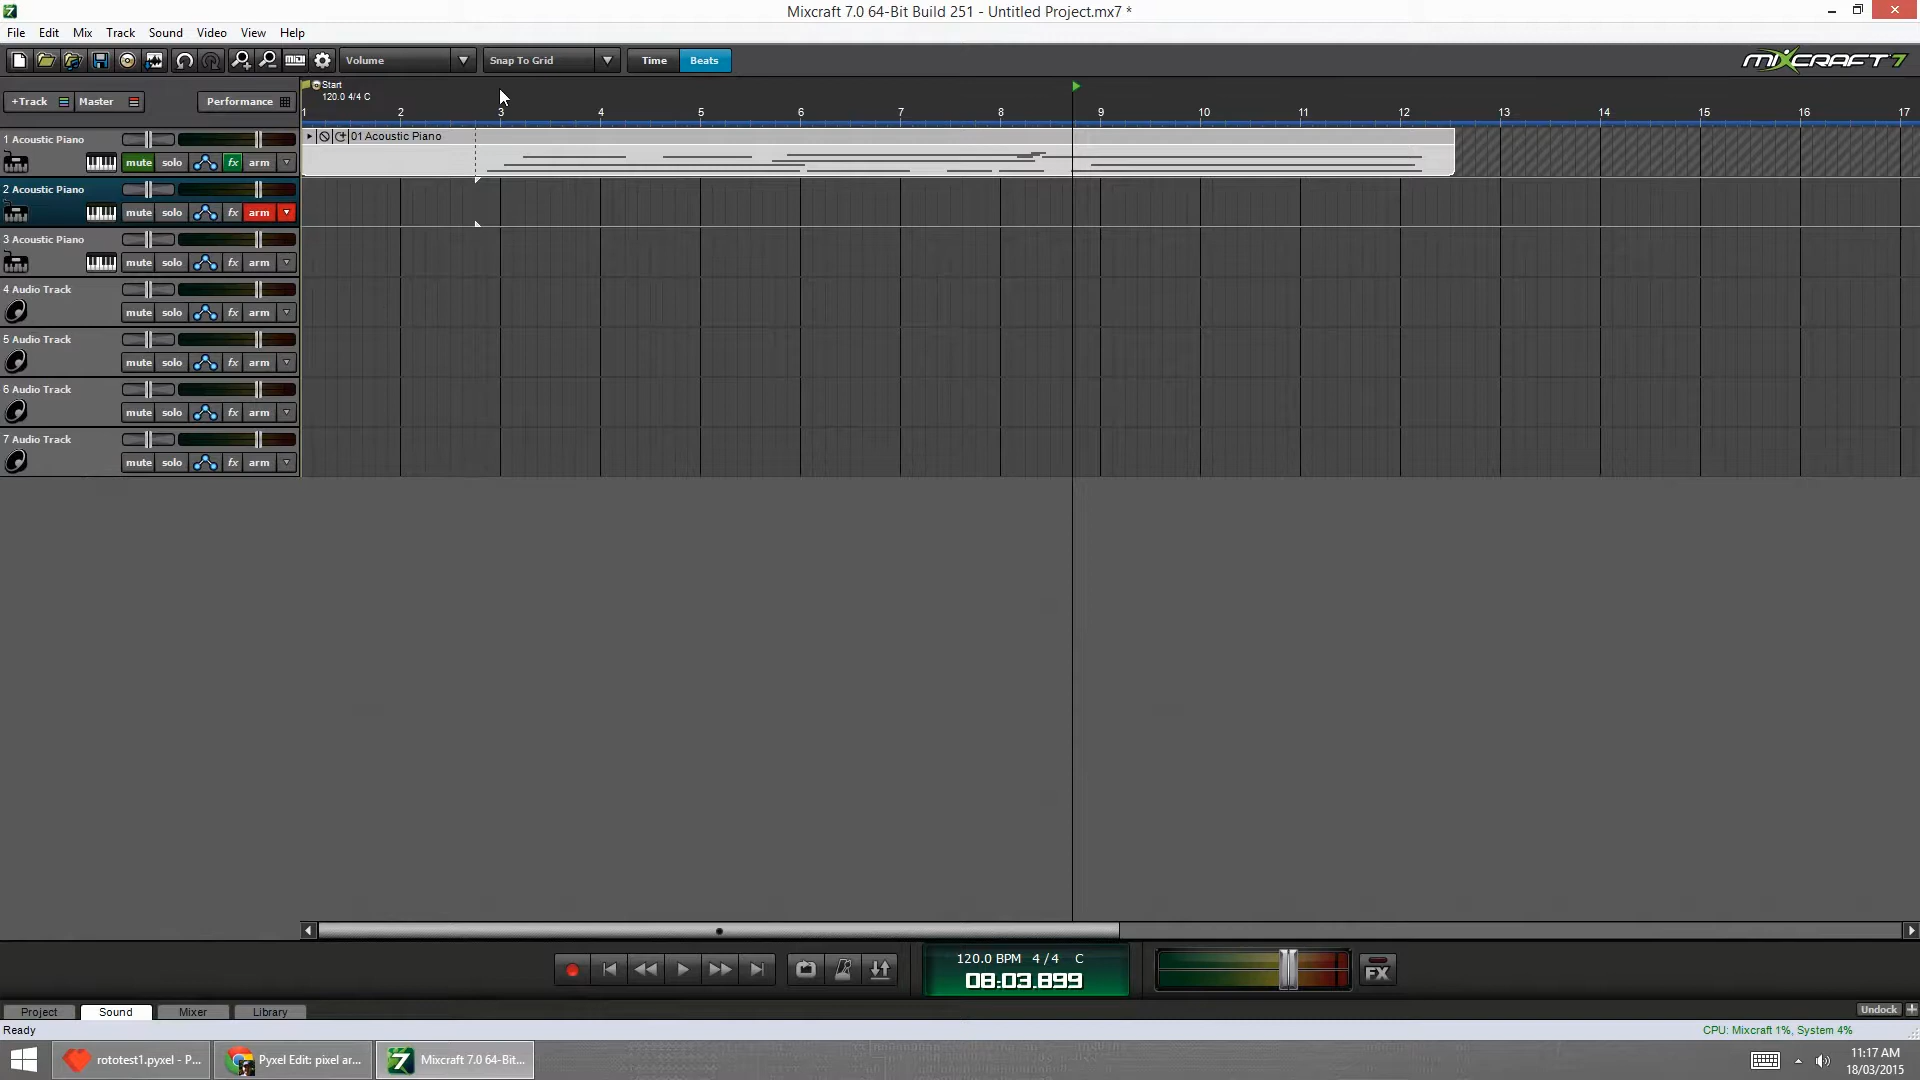 Mixcraft 7.0 64-Bit Build 251 - Untitled Project.mx7 *
File Edit Mix Track Sound Video View Help
Volume Snap To Grid Time Beats MIXCRAFT 7
+Track Master Performance
Start
120.0 4/4 C
1 2 3 4 5 6 7 8 9 10 11 12 13 14 15 16 17
1 Acoustic Piano
mute solo fx arm
01 Acoustic Piano
2 Acoustic Piano
mute solo fx arm
3 Acoustic Piano
mute solo fx arm
4 Audio Track
mute solo fx arm
5 Audio Track
mute solo fx arm
6 Audio Track
mute solo fx arm
7 Audio Track
mute solo fx arm
120.0 BPM 4/4 C
08:03.899
FX
Project Sound Mixer Library Undock
Ready CPU: Mixcraft 1%, System 4%
rototest1.pyxel - P... Pyxel Edit: pixel ar... Mixcraft 7.0 64-Bit...
11:17 AM
18/03/2015